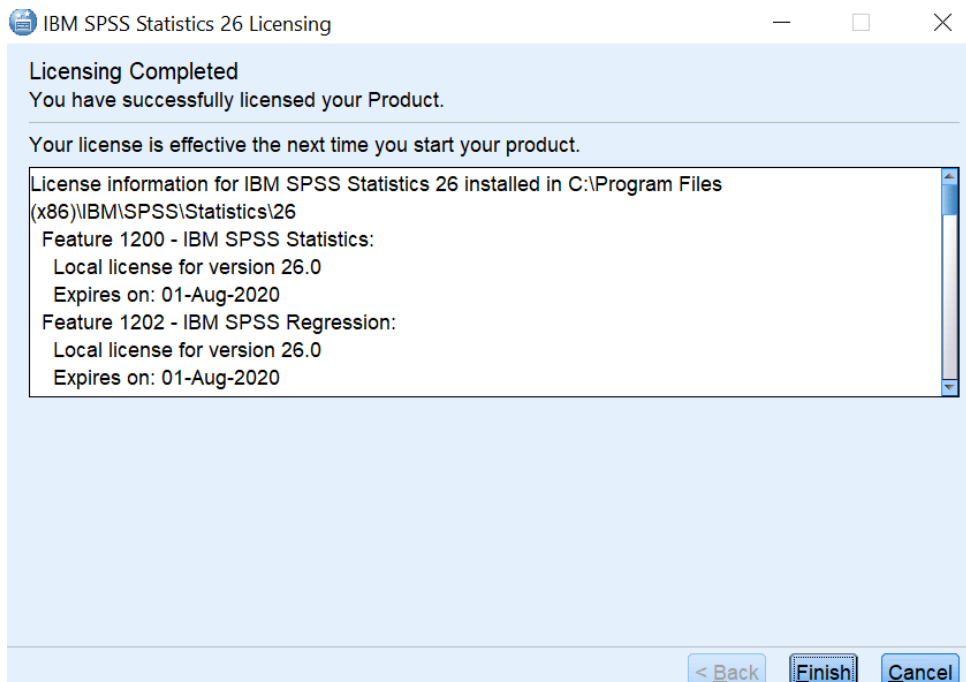 IBM SPSS Statistics 26 Licensing
Licensing Completed
You have successfully licensed your Product.
Your license is effective the next time you start your product.
License information for IBM SPSS Statistics 26 installed in C:\Program Files
(x86)\IBM\SPSS\Statistics\26
Feature 1200 - IBM SPSS Statistics:
Local license for version 26.0
Expires on: 01-Aug-2020
Feature 1202 - IBM SPSS Regression:
Local license for version 26.0
Expires on: 01-Aug-2020
< Back Finish Cancel